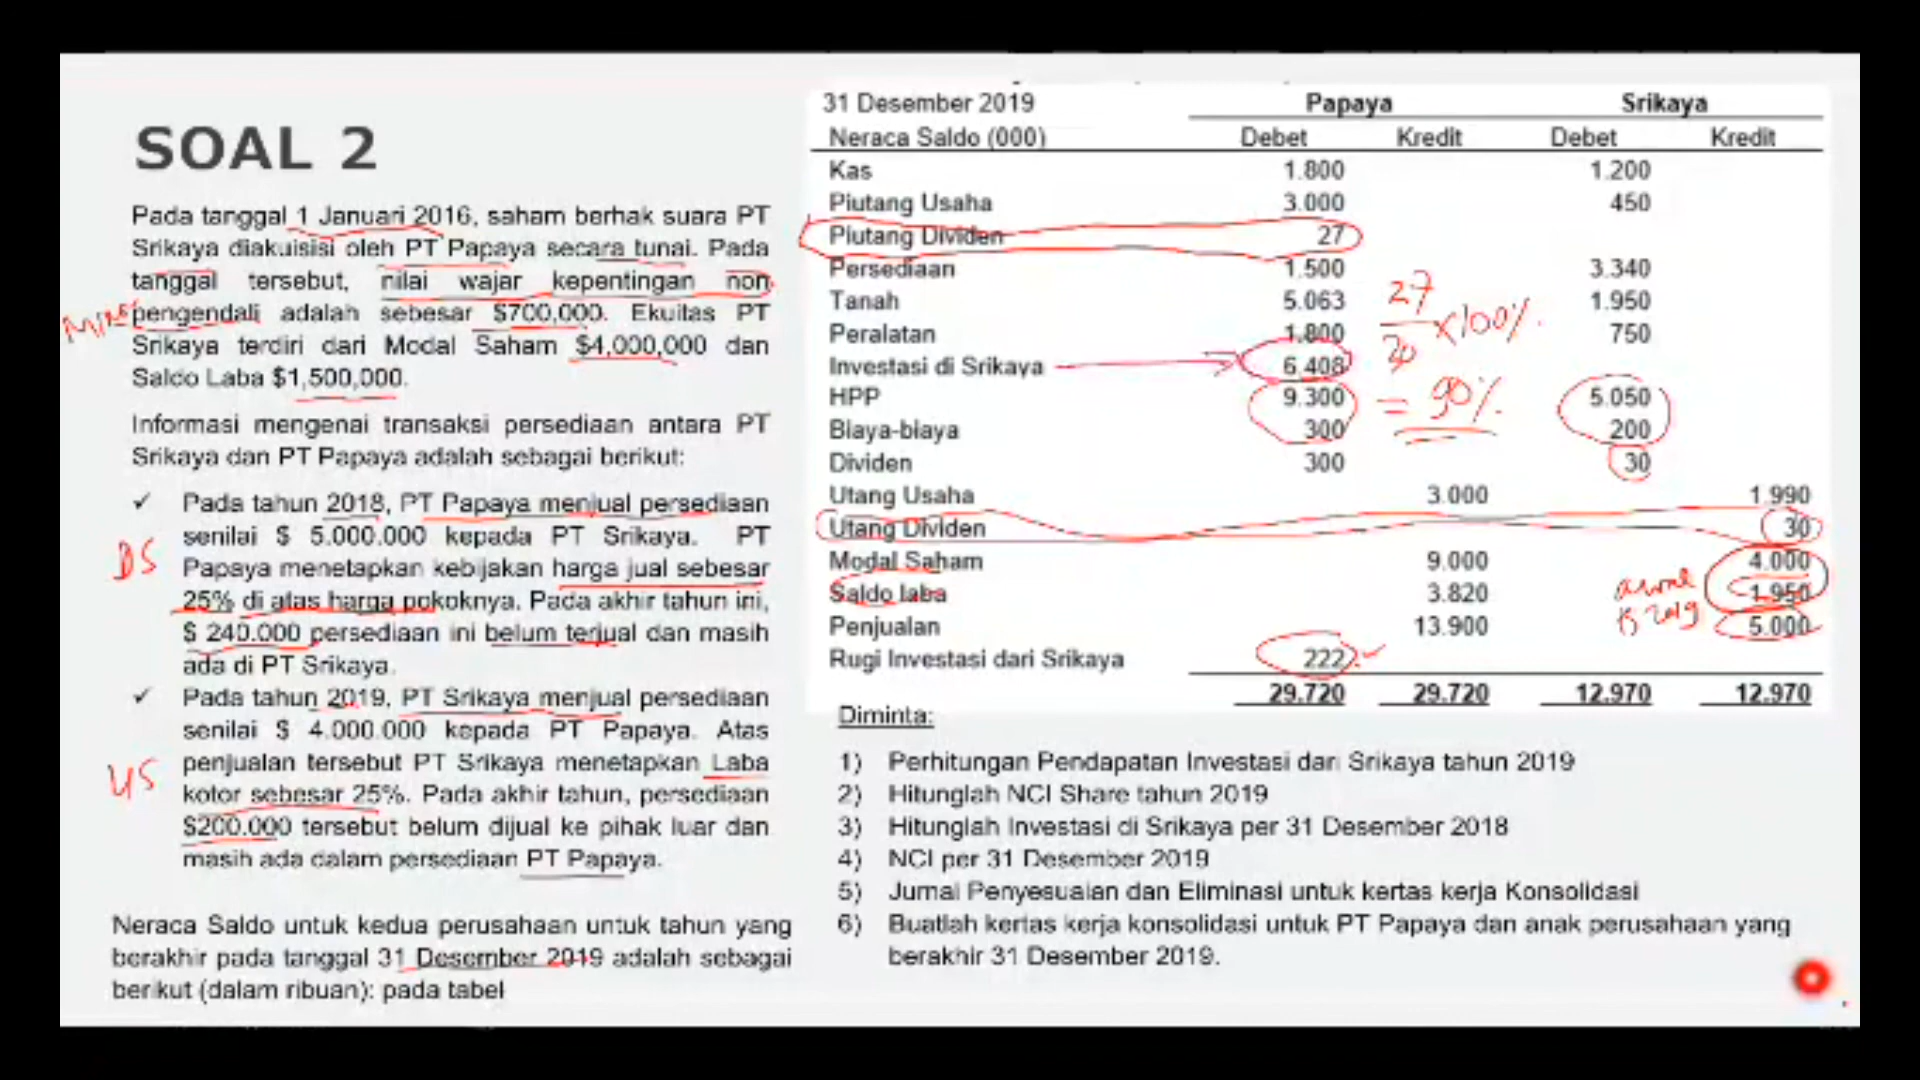 SOAL 2
Pada tanggal 1 Januari 2016, saham berhak suara PT
Srikaya diakuisisi oleh PT Papaya secara tunai. Pada
tanggal tersebut, nilai wajar kepentingan non
pengendali adalah sebesar $700,000. Ekuitas PT
Srikaya terdiri dari Modal Saham $4,000,000 dan
Saldo Laba $1,500,000.
Informasi mengenai transaksi persediaan antara PT
Srikaya dan PT Papaya adalah sebagai berikut:
✓ Pada tahun 2018, PT Papaya menjual persediaan
senilai $ 5.000.000 kepada PT Srikaya. PT
DS
Papaya menetapkan kebijakan harga jual sebesar
25% di atas harga pokoknya. Pada akhir tahun ini,
$ 240.000 persediaan ini belum terjual dan masih
ada di PT Srikaya.
✓ Pada tahun 2019, PT Srikaya menjual persediaan
senilai $ 4.000.000 kepada PT Papaya. Atas
penjualan tersebut PT Srikaya menetapkan Laba
US
kotor sebesar 25%. Pada akhir tahun, persediaan
$200.000 tersebut belum dijual ke pihak luar dan
masih ada dalam persediaan PT Papaya.
Neraca Saldo untuk kedua perusahaan untuk tahun yang
berakhir pada tanggal 31 Desember 2019 adalah sebagai
berikut (dalam ribuan): pada tabel
31 Desember 2019 Papaya Srikaya
Neraca Saldo (000) Debet Kredit Debet Kredit
Kas 1.800 1.200
Piutang Usaha 3.000 450
Piutang Dividen 27
Persediaan 1.500 3.340
Tanah 5.063 1.950
Peralatan 1.800 750
Investasi di Srikaya 6.408
HPP 9.300 5.050
Biaya-biaya 300 200
Dividen 300 30
Utang Usaha 3.000 1.990
Utang Dividen 30
Modal Saham 9.000 4.000
Saldo laba 3.820 1.950
Penjualan 13.900 5.000
Rugi Investasi dari Srikaya 222
29.720 29.720 12.970 12.970
27
30 x100%
= 90%
awal
2019
Diminta:
1) Perhitungan Pendapatan Investasi dari Srikaya tahun 2019
2) Hitunglah NCI Share tahun 2019
3) Hitunglah Investasi di Srikaya per 31 Desember 2018
4) NCI per 31 Desember 2019
5) Jurnal Penyesuaian dan Eliminasi untuk kertas kerja Konsolidasi
6) Buatlah kertas kerja konsolidasi untuk PT Papaya dan anak perusahaan yang
berakhir 31 Desember 2019.